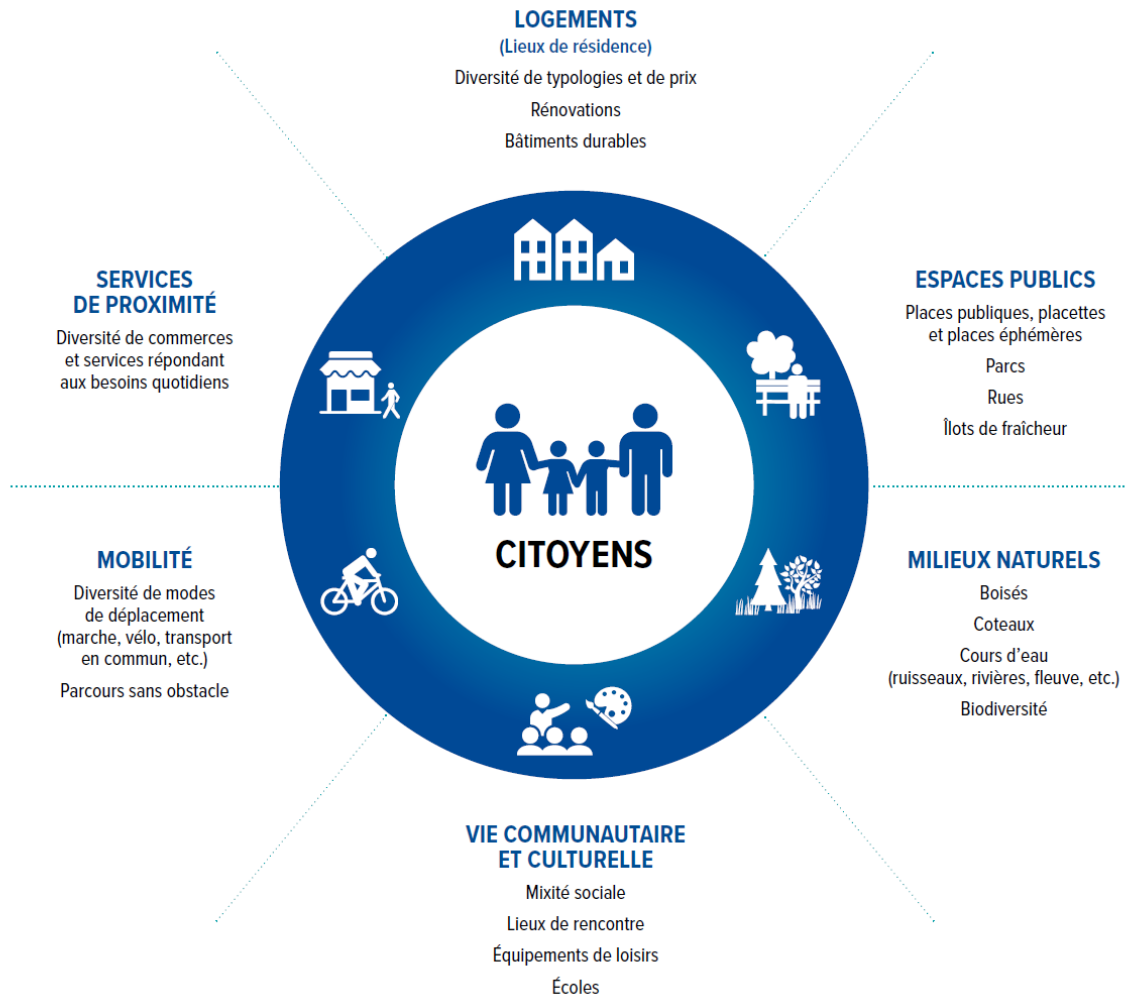 LOGEMENTS
(Lieux de résidence)
Diversité de typologies et de prix
Rénovations
Bâtiments durables
SERVICES
DE PROXIMITÉ
Diversité de commerces
et services répondant
aux besoins quotidiens
ESPACES PUBLICS
Places publiques, placettes
et places éphémères
Parcs
Rues
Îlots de fraîcheur
CITOYENS
MOBILITÉ
Diversité de modes
de déplacement
(marche, vélo, transport
en commun, etc.)
Parcours sans obstacle
MILIEUX NATURELS
Boisés
Coteaux
Cours d'eau
(ruisseaux, rivières, fleuve, etc.)
Biodiversité
VIE COMMUNAUTAIRE
ET CULTURELLE
Mixité sociale
Lieux de rencontre
Équipements de loisirs
Écoles